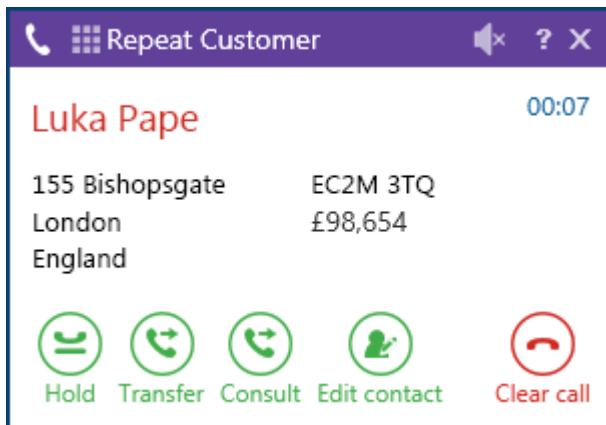 Repeat Customer ? X
Luka Pape 00:07
155 Bishopsgate EC2M 3TQ
London £98,654
England
Hold Transfer Consult Edit contact Clear call